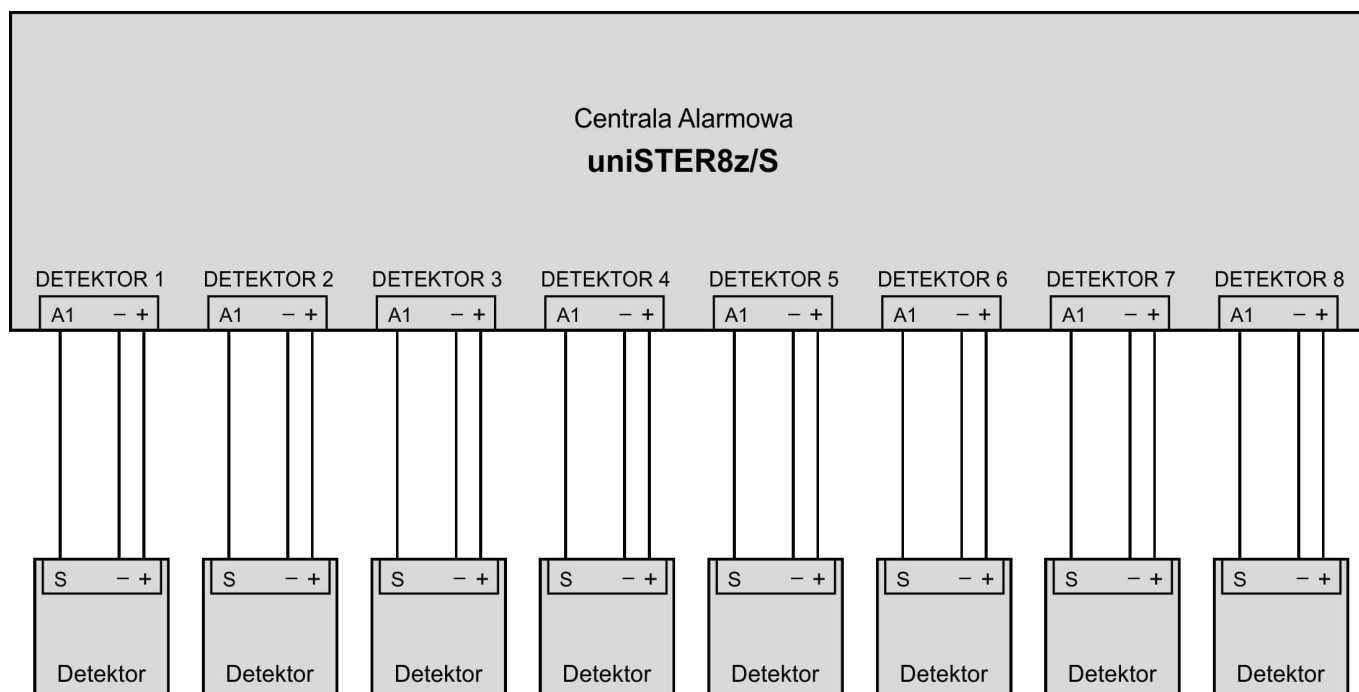 Centrala Alarmowa
uniSTER8z/S
DETEKTOR 1 DETEKTOR 2 DETEKTOR 3 DETEKTOR 4 DETEKTOR 5 DETEKTOR 6 DETEKTOR 7 DETEKTOR 8
A1 – + A1 – + A1 – + A1 – + A1 – + A1 – + A1 – + A1 – +
S – + S – + S – + S – + S – + S – + S – + S – +
Detektor Detektor Detektor Detektor Detektor Detektor Detektor Detektor